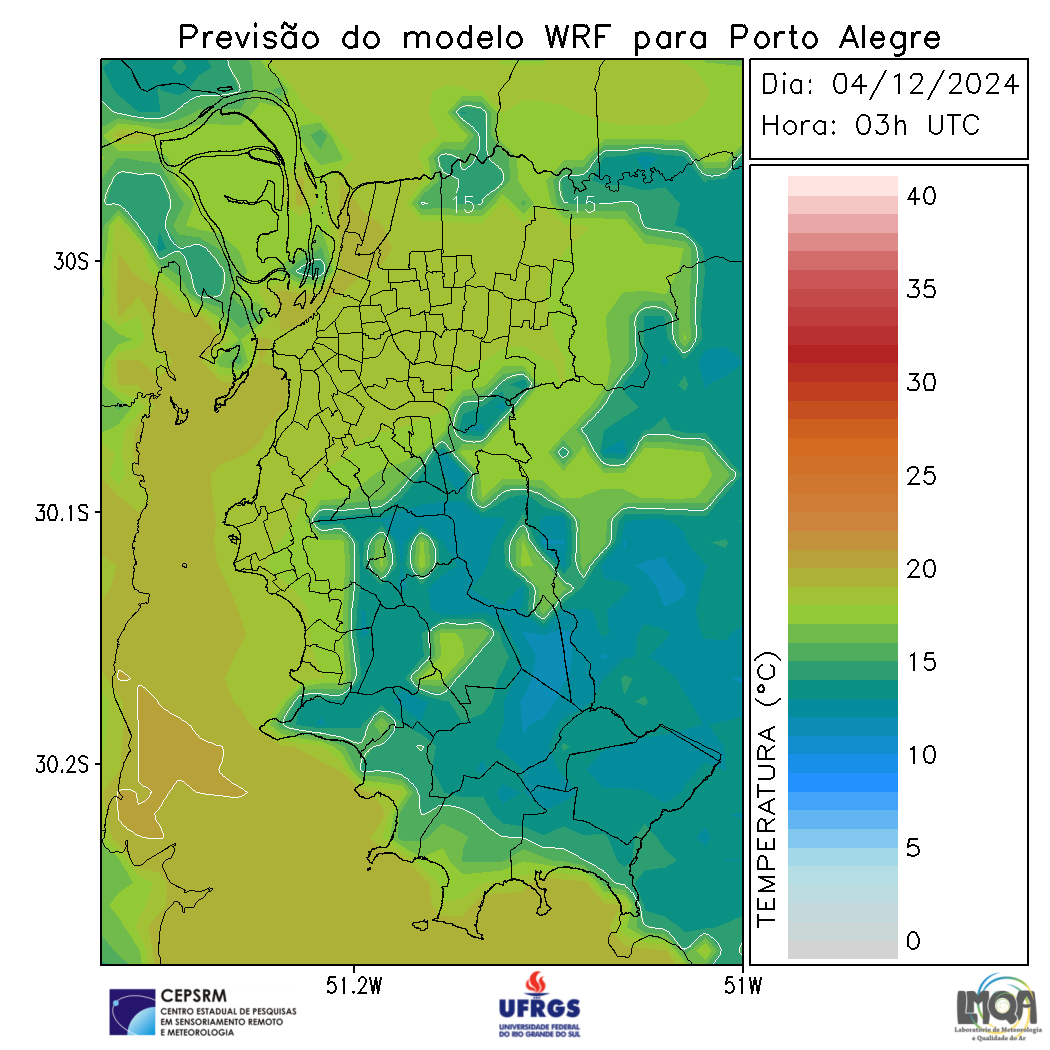 Previsão do modelo WRF para Porto Alegre
Dia: 04/12/2024
Hora: 03h UTC
40
35
30
25
20
15
10
5
0
TEMPERATURA (°C)
15
15
30S
30.1S
30.2S
51.2W
51W
CEPSRM
CENTRO ESTADUAL DE PESQUISAS
EM SENSORIAMENTO REMOTO
E METEOROLOGIA
UFRGS
UNIVERSIDADE FEDERAL
DO RIO GRANDE DO SUL
LMQA
Laboratório de Meteorologia
e Qualidade do Ar